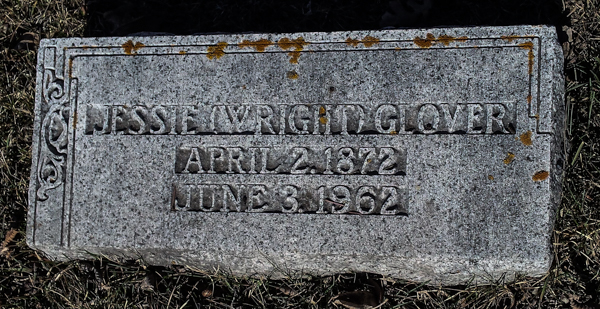 JESSIE (WRIGHT) GLOVER
APRIL 2, 1872
JUNE 3, 1962